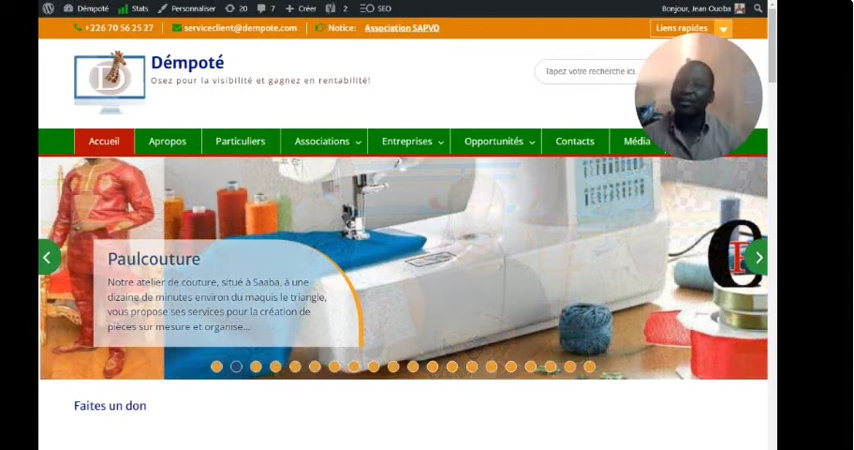 Démpoté Stats Personnaliser 20 7 Créer 2 SEO Bonjour, Jean Ouoba
+226 70 56 25 27 serviceclient@dempote.com Notice: Association SAPVD Liens rapides
Démpoté
Osez pour la visibilité et gagnez en rentabilité!
Tapez votre recherche ici
Accueil Apropos Particuliers Associations Entreprises Opportunités Contacts Média
Paulcouture
Notre atelier de couture, situé à Saaba, à une
dizaine de minutes environ du maquis le triangle,
vous propose ses services pour la création de
pièces sur mesure et organise...
Faites un don